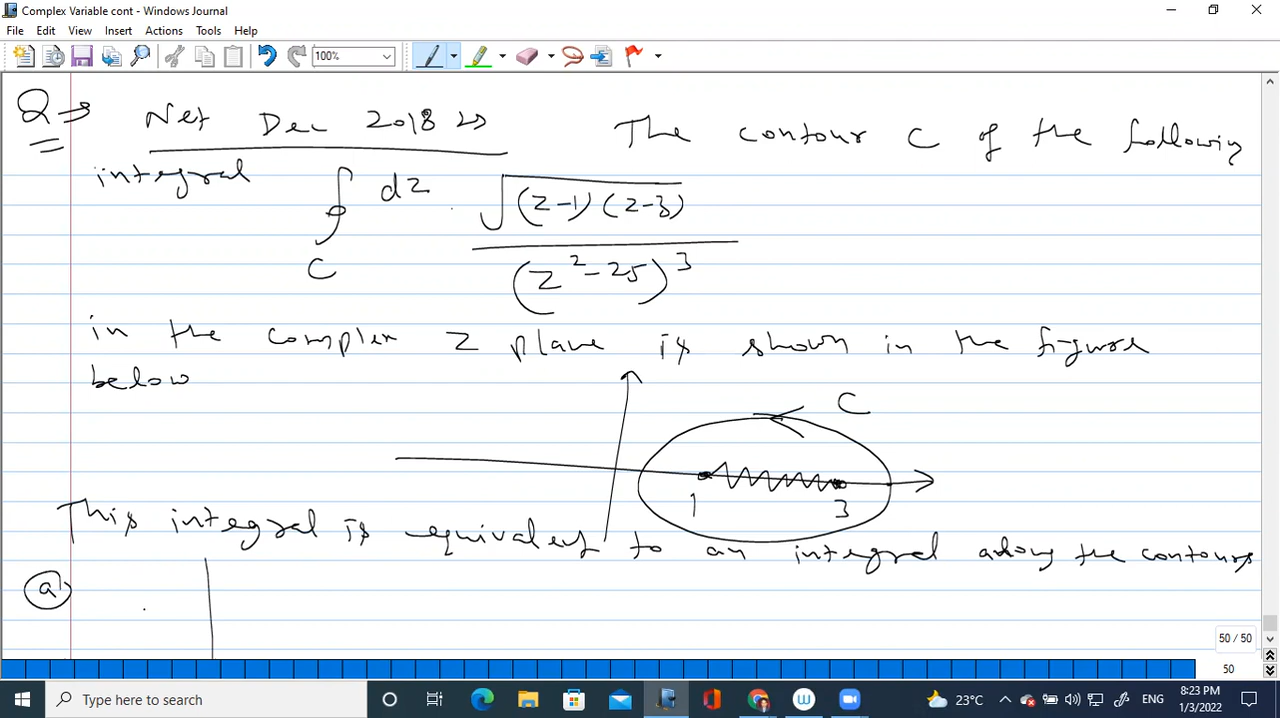 Complex Variable cont - Windows Journal
File Edit View Insert Actions Tools Help
100%
Q→ Net Dec 2018 → The contour C of the following
integral ∮ dz √(z-1)(z-3)
C (z²-25)³
in the complex z plane is shown in the figure
below
C
1 3
This integral is equivalent to an integral along the contours
(a)
50 / 50
50
Type here to search
23°C ENG 8:23 PM
1/3/2022